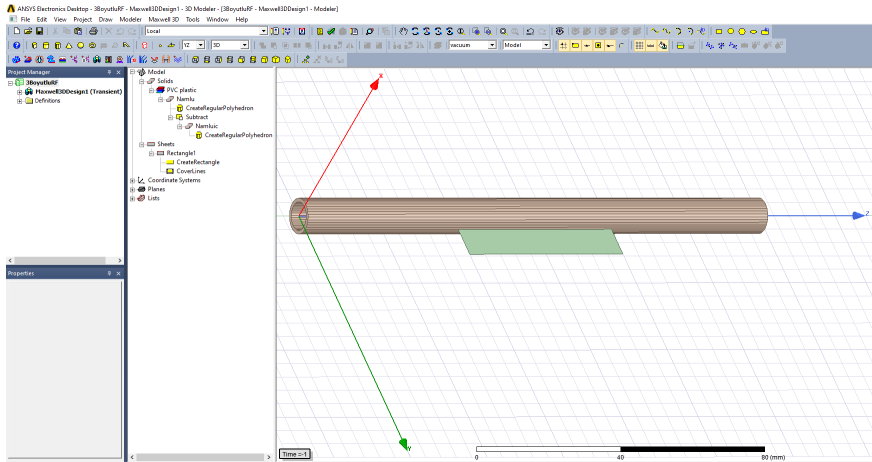 ANSYS Electronics Desktop - 3BoyutluRF - Maxwell3DDesign1 - 3D Modeler - [3BoyutluRF - Maxwell3DDesign1 - Modeler]
File Edit View Project Draw Modeler Maxwell 3D Tools Window Help
Local
YZ 3D vacuum Model
Project Manager
3BoyutluRF
Maxwell3DDesign1 (Transient)
Definitions
Properties
Model
Solids
PVC plastic
Namlu
CreateRegularPolyhedron
Subtract
Namluic
CreateRegularPolyhedron
Sheets
Rectangle1
CreateRectangle
CoverLines
Coordinate Systems
Planes
Lists
X
Z
Y
Time =-1
0 40 80 (mm)